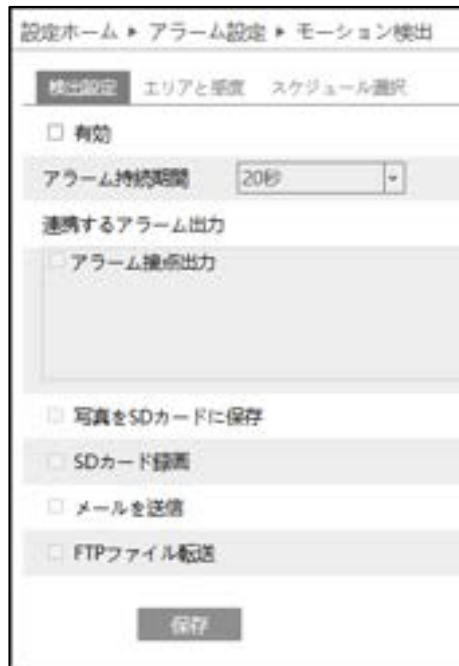 設定ホーム ▶ アラーム設定 ▶ モーション検出
検出設定 エリアと感度 スケジュール選択
有効
アラーム持続期間 20秒
連携するアラーム出力
アラーム接点出力
写真をSDカードに保存
SDカード録画
メールを送信
FTPファイル転送
保存